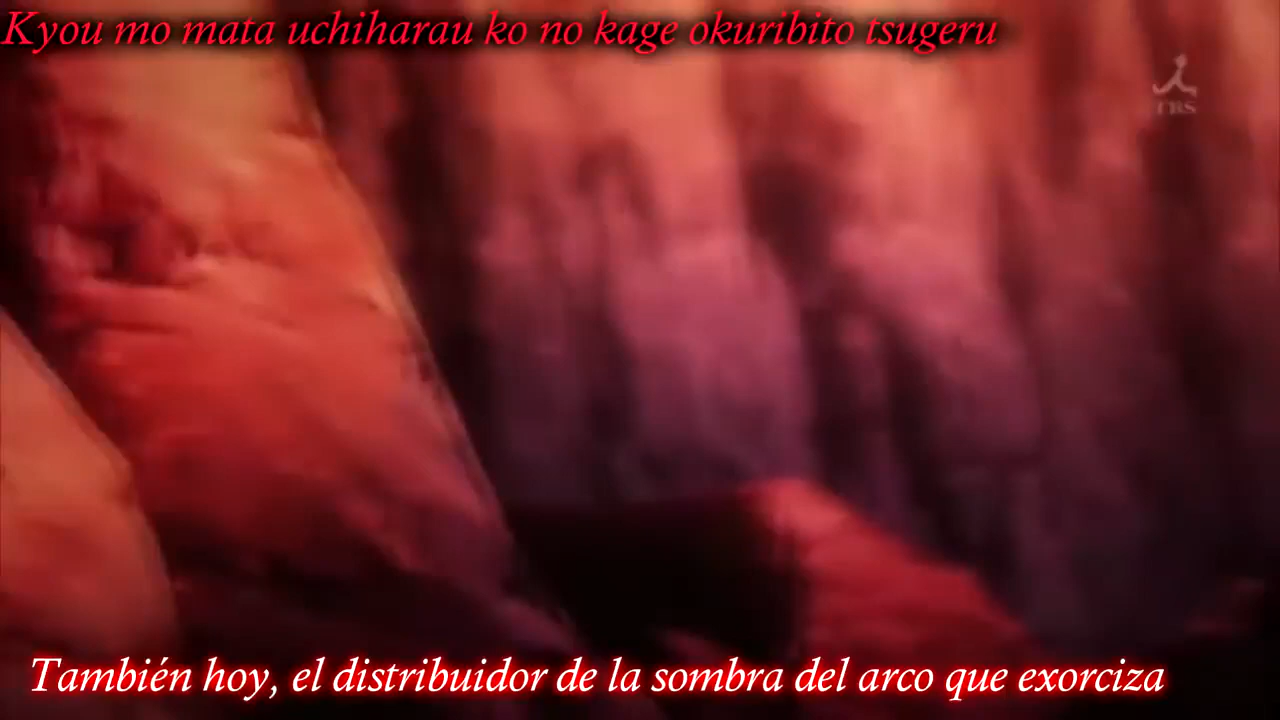 Kyou mo mata uchiharau ko no kage okuribito tsugeru
TBS
También hoy, el distribuidor de la sombra del arco que exorciza